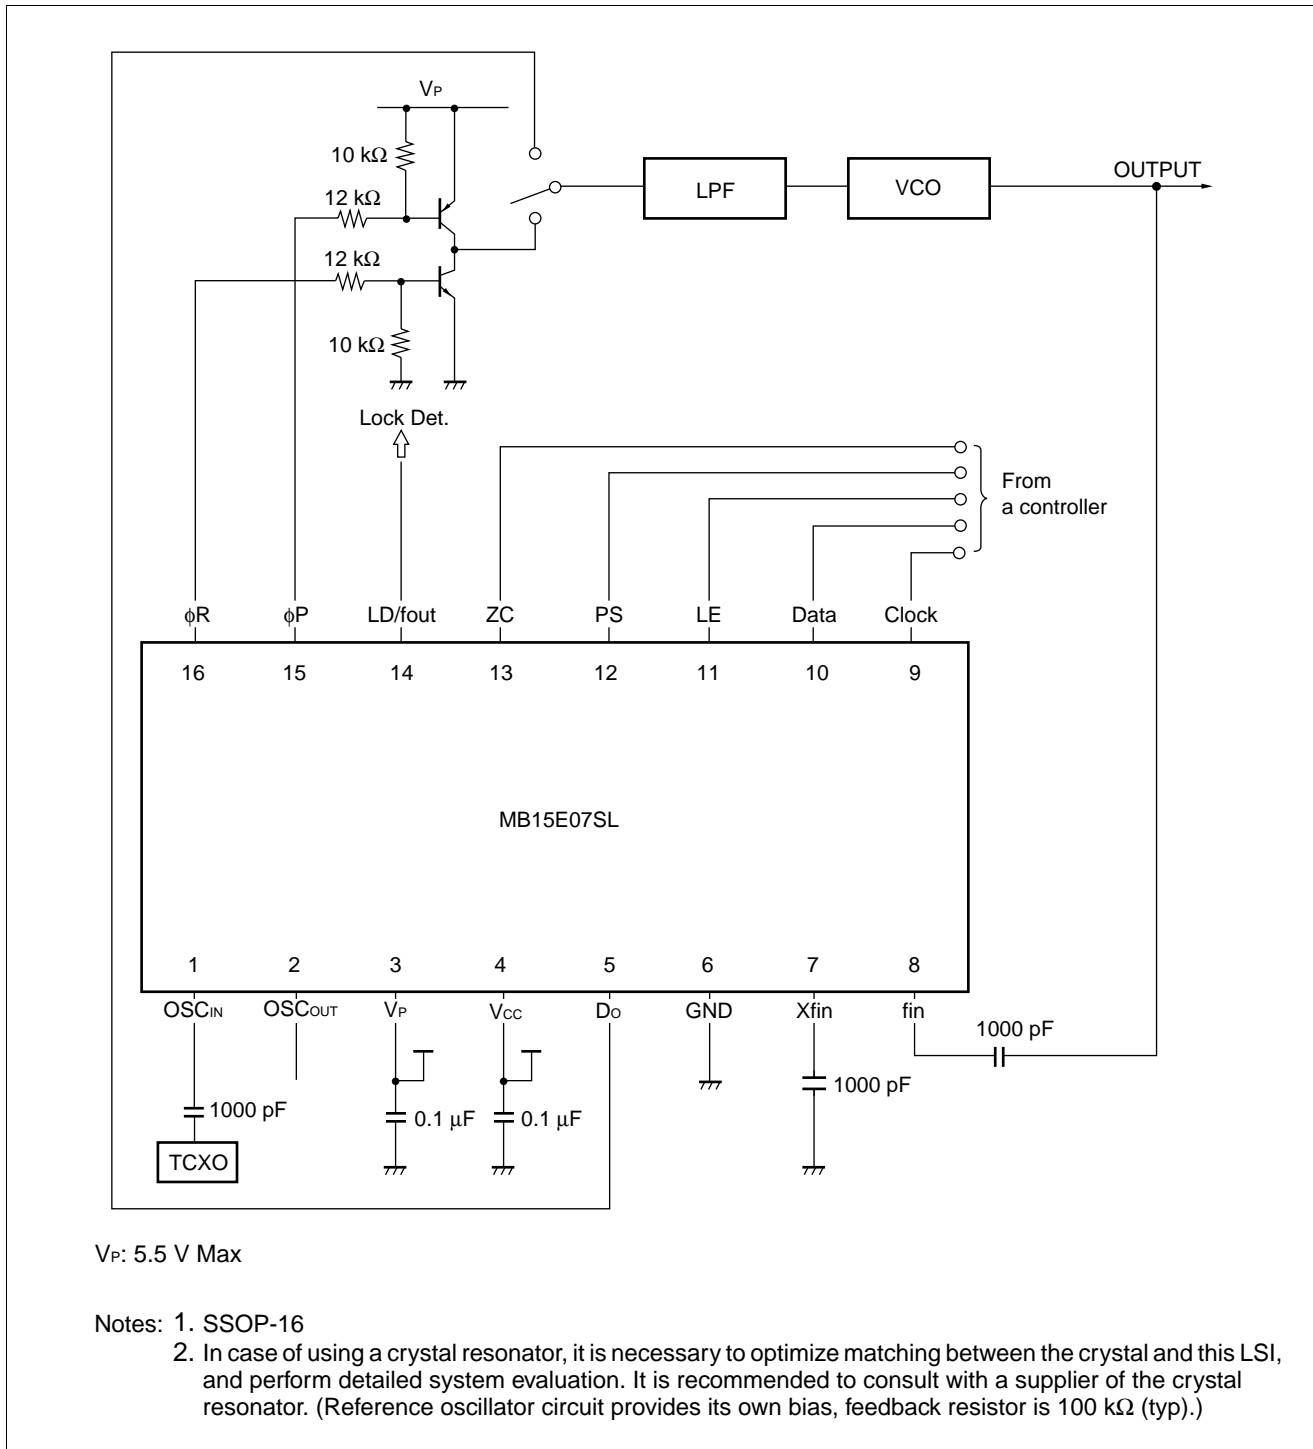 VP
10 kΩ
12 kΩ
12 kΩ
10 kΩ
LPF
VCO
OUTPUT
Lock Det.
From
a controller
ϕR
ϕP
LD/fout
ZC
PS
LE
Data
Clock
16
15
14
13
12
11
10
9
MB15E07SL
1
2
3
4
5
6
7
8
OSCIN
OSCOUT
VP
VCC
DO
GND
Xfin
fin
1000 pF
1000 pF
0.1 µF
0.1 µF
1000 pF
TCXO
VP: 5.5 V Max
Notes: 1. SSOP-16
2. In case of using a crystal resonator, it is necessary to optimize matching between the crystal and this LSI,
and perform detailed system evaluation. It is recommended to consult with a supplier of the crystal
resonator. (Reference oscillator circuit provides its own bias, feedback resistor is 100 kΩ (typ).)